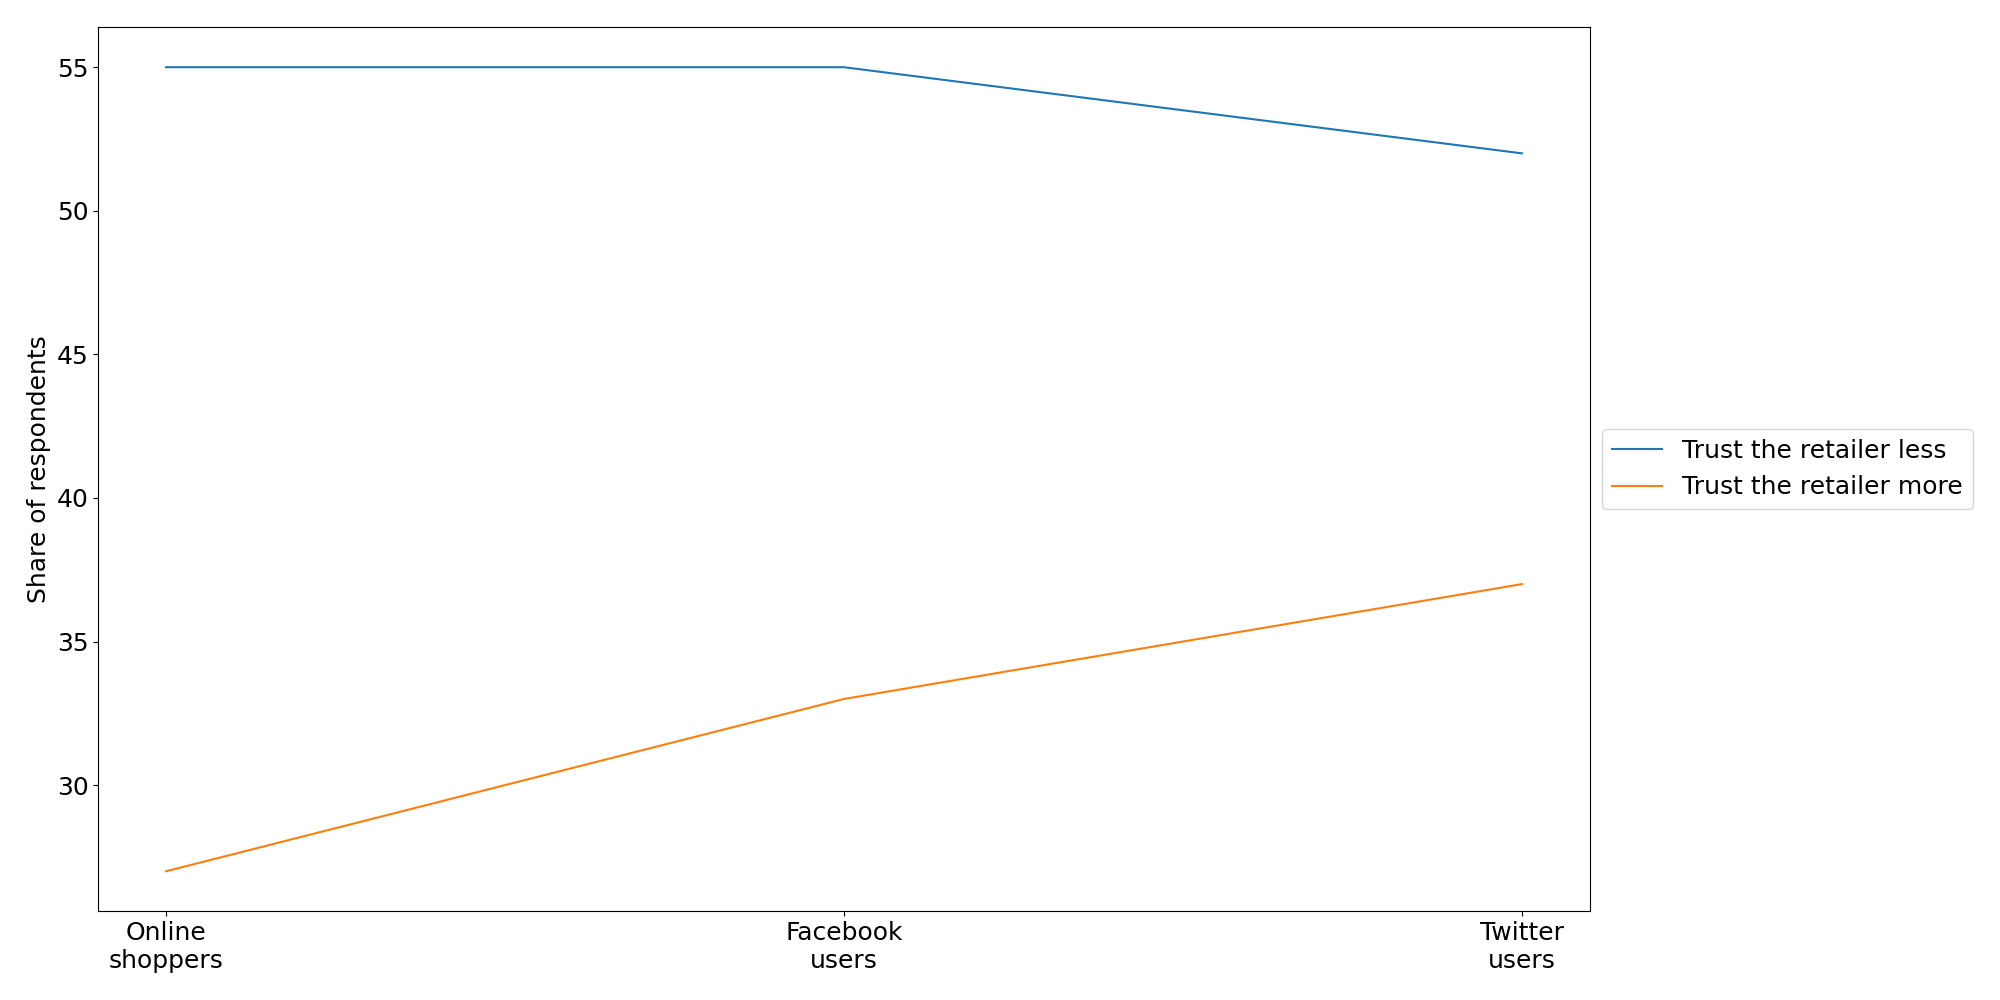 55
50
45
40
35
30
Share of respondents
Online
shoppers
Facebook
users
Twitter
users
Trust the retailer less
Trust the retailer more